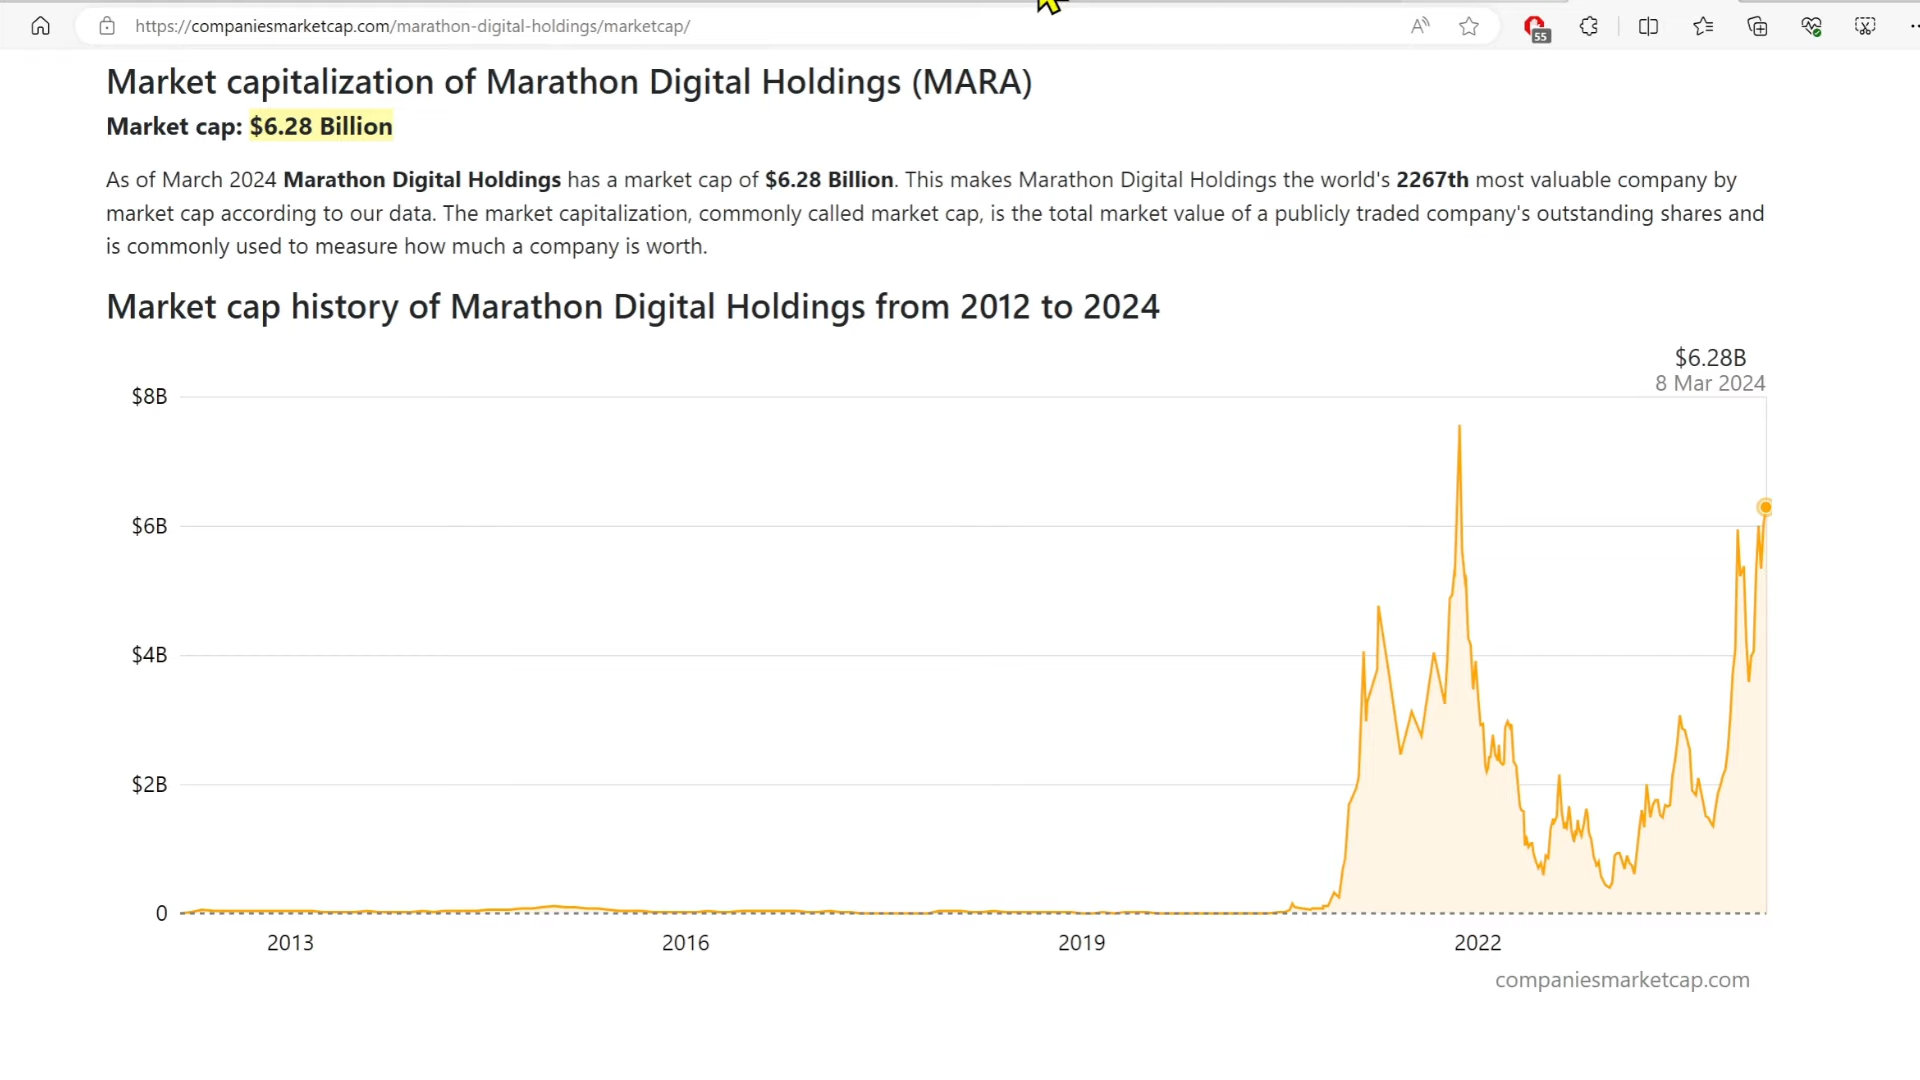 https://companiesmarketcap.com/marathon-digital-holdings/marketcap/
55
Market capitalization of Marathon Digital Holdings (MARA)
Market cap: $6.28 Billion
As of March 2024 Marathon Digital Holdings has a market cap of $6.28 Billion. This makes Marathon Digital Holdings the world's 2267th most valuable company by
market cap according to our data. The market capitalization, commonly called market cap, is the total market value of a publicly traded company's outstanding shares and
is commonly used to measure how much a company is worth.
Market cap history of Marathon Digital Holdings from 2012 to 2024
$6.28B
8 Mar 2024
$8B
$6B
$4B
$2B
0
2013 2016 2019 2022
companiesmarketcap.com